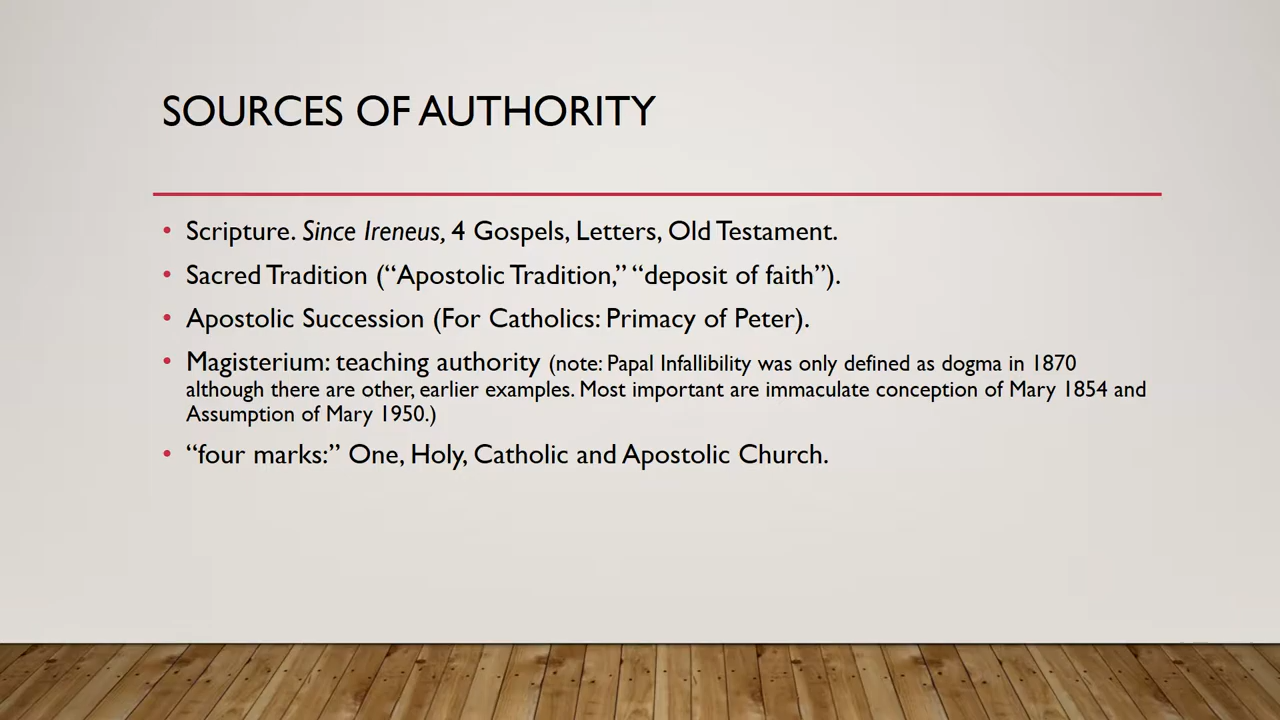 SOURCES OF AUTHORITY
• Scripture. Since Ireneus, 4 Gospels, Letters, Old Testament.
• Sacred Tradition (“Apostolic Tradition,” “deposit of faith”).
• Apostolic Succession (For Catholics: Primacy of Peter).
• Magisterium: teaching authority (note: Papal Infallibility was only defined as dogma in 1870
although there are other, earlier examples. Most important are immaculate conception of Mary 1854 and
Assumption of Mary 1950.)
• “four marks:” One, Holy, Catholic and Apostolic Church.